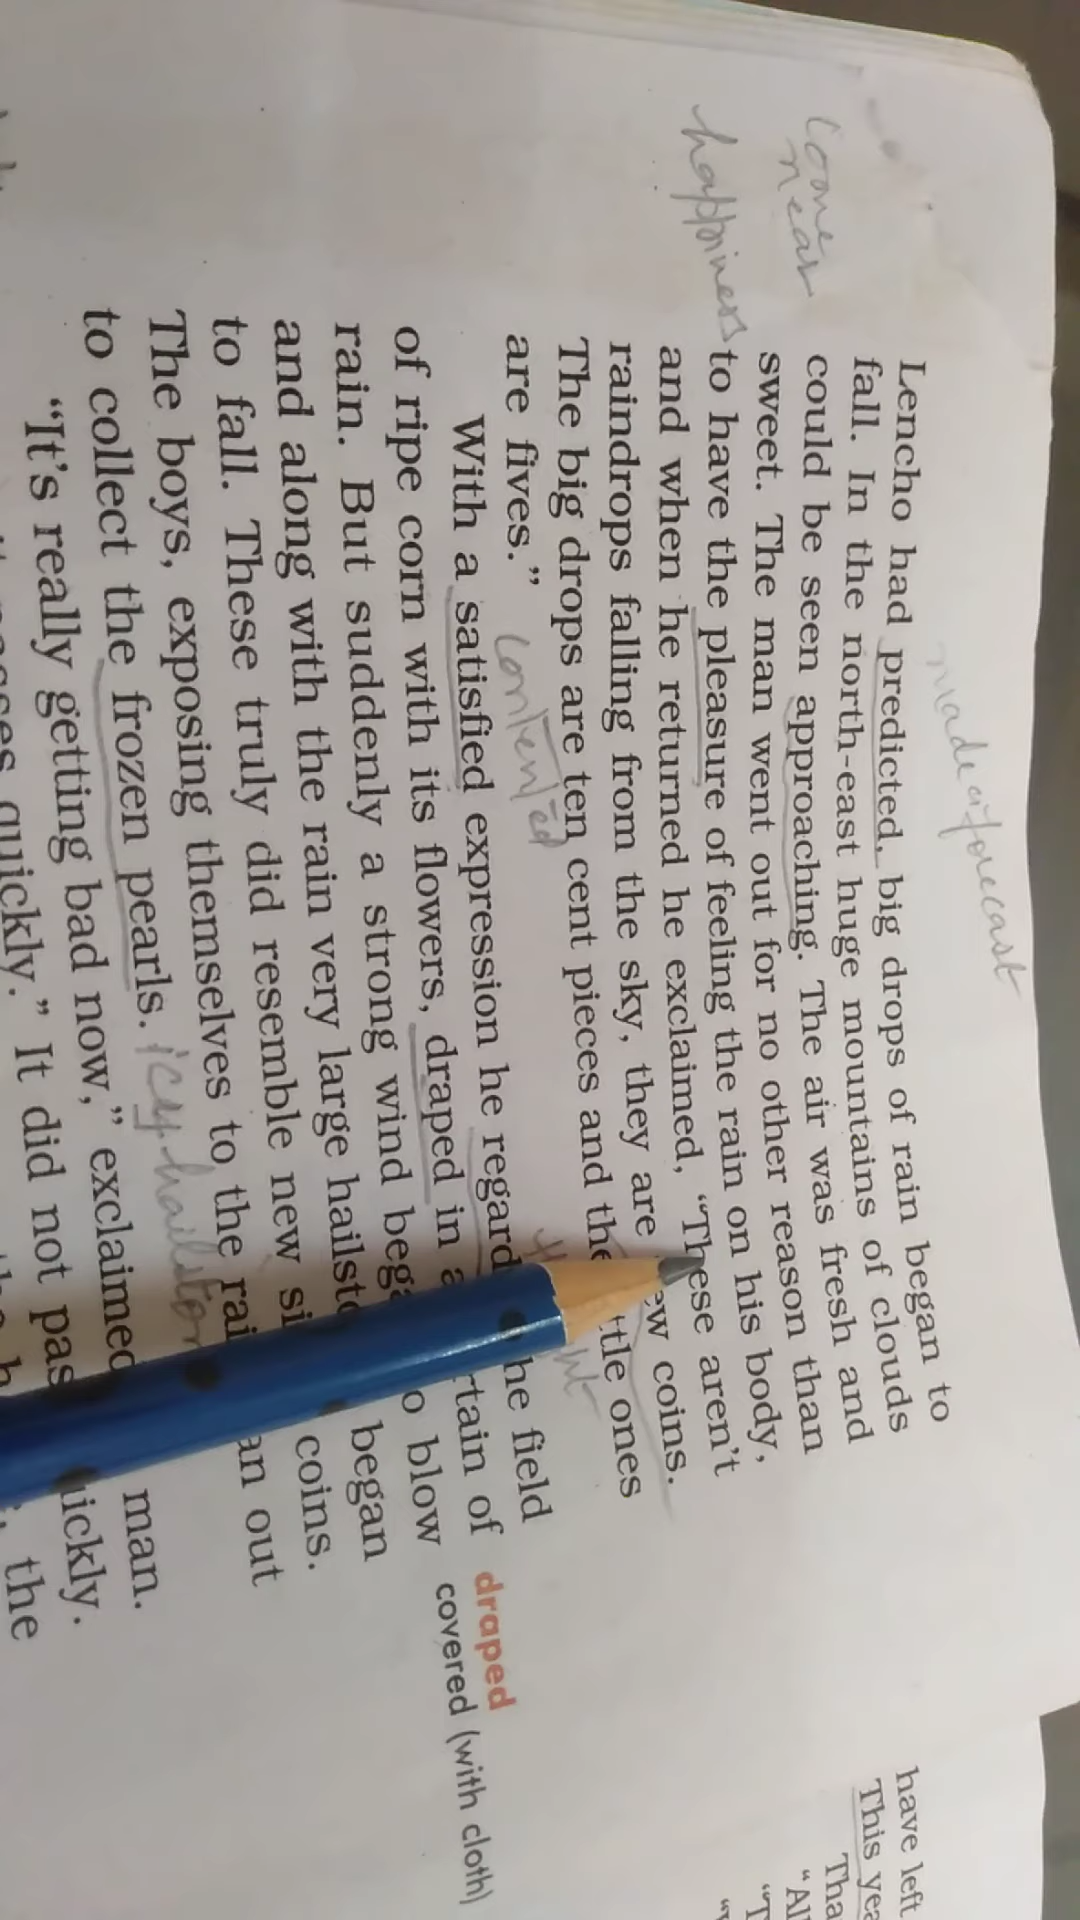 made a forecast
Lencho had predicted, big drops of rain began to
fall. In the north-east huge mountains of clouds
come near
could be seen approaching. The air was fresh and
sweet. The man went out for no other reason than
happiness
to have the pleasure of feeling the rain on his body,
and when he returned he exclaimed, “These aren’t
raindrops falling from the sky, they are ew coins.
The big drops are ten cent pieces and the ttle ones
are fives.”
contented
With a satisfied expression he regard he field
of ripe corn with its flowers, draped in a rtain of
rain. But suddenly a strong wind bega o blow
and along with the rain very large hailsto began
to fall. These truly did resemble new si coins.
The boys, exposing themselves to the rai an out
to collect the frozen pearls.
icy hailston
“It’s really getting bad now,” exclaimed man.
quickly.” It did not pas ickly.
the
draped
covered (with cloth)
have left
This yea
Tha
“Al
“T